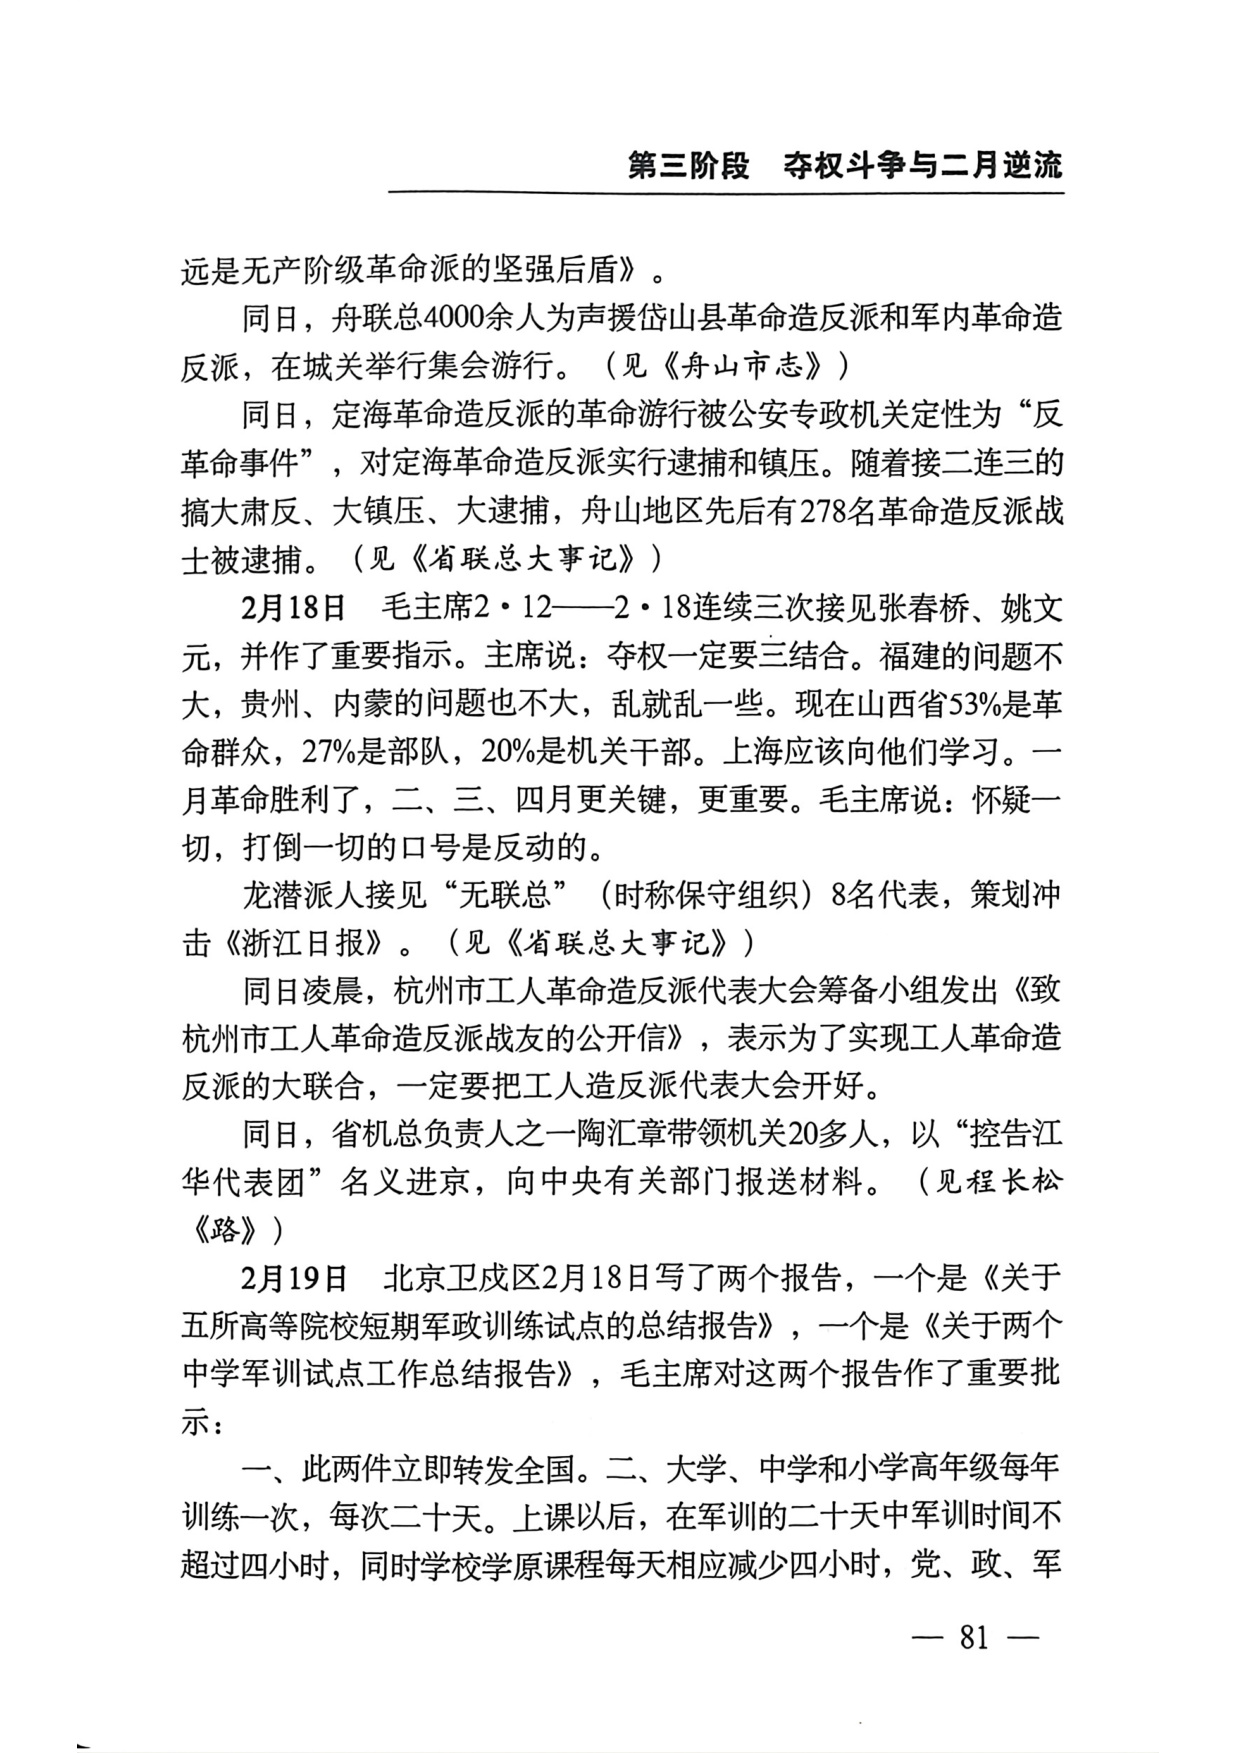 第三阶段　夺权斗争与二月逆流
远是无产阶级革命派的坚强后盾》。
同日，舟联总4000余人为声援岱山县革命造反派和军内革命造
反派，在城关举行集会游行。（见《舟山市志》）
同日，定海革命造反派的革命游行被公安专政机关定性为“反
革命事件”，对定海革命造反派实行逮捕和镇压。随着接二连三的
搞大肃反、大镇压、大逮捕，舟山地区先后有278名革命造反派战
士被逮捕。（见《省联总大事记》）
2月18日　毛主席2·12——2·18连续三次接见张春桥、姚文
元，并作了重要指示。主席说：夺权一定要三结合。福建的问题不
大，贵州、内蒙的问题也不大，乱就乱一些。现在山西省53%是革
命群众，27%是部队，20%是机关干部。上海应该向他们学习。一
月革命胜利了，二、三、四月更关键，更重要。毛主席说：怀疑一
切，打倒一切的口号是反动的。
龙潜派人接见“无联总”（时称保守组织）8名代表，策划冲
击《浙江日报》。（见《省联总大事记》）
同日凌晨，杭州市工人革命造反派代表大会筹备小组发出《致
杭州市工人革命造反派战友的公开信》，表示为了实现工人革命造
反派的大联合，一定要把工人造反派代表大会开好。
同日，省机总负责人之一陶汇章带领机关20多人，以“控告江
华代表团”名义进京，向中央有关部门报送材料。（见程长松
《路》）
2月19日　北京卫戍区2月18日写了两个报告，一个是《关于
五所高等院校短期军政训练试点的总结报告》，一个是《关于两个
中学军训试点工作总结报告》，毛主席对这两个报告作了重要批
示：
一、此两件立即转发全国。二、大学、中学和小学高年级每年
训练一次，每次二十天。上课以后，在军训的二十天中军训时间不
超过四小时，同时学校学原课程每天相应减少四小时，党、政、军
— 81 —